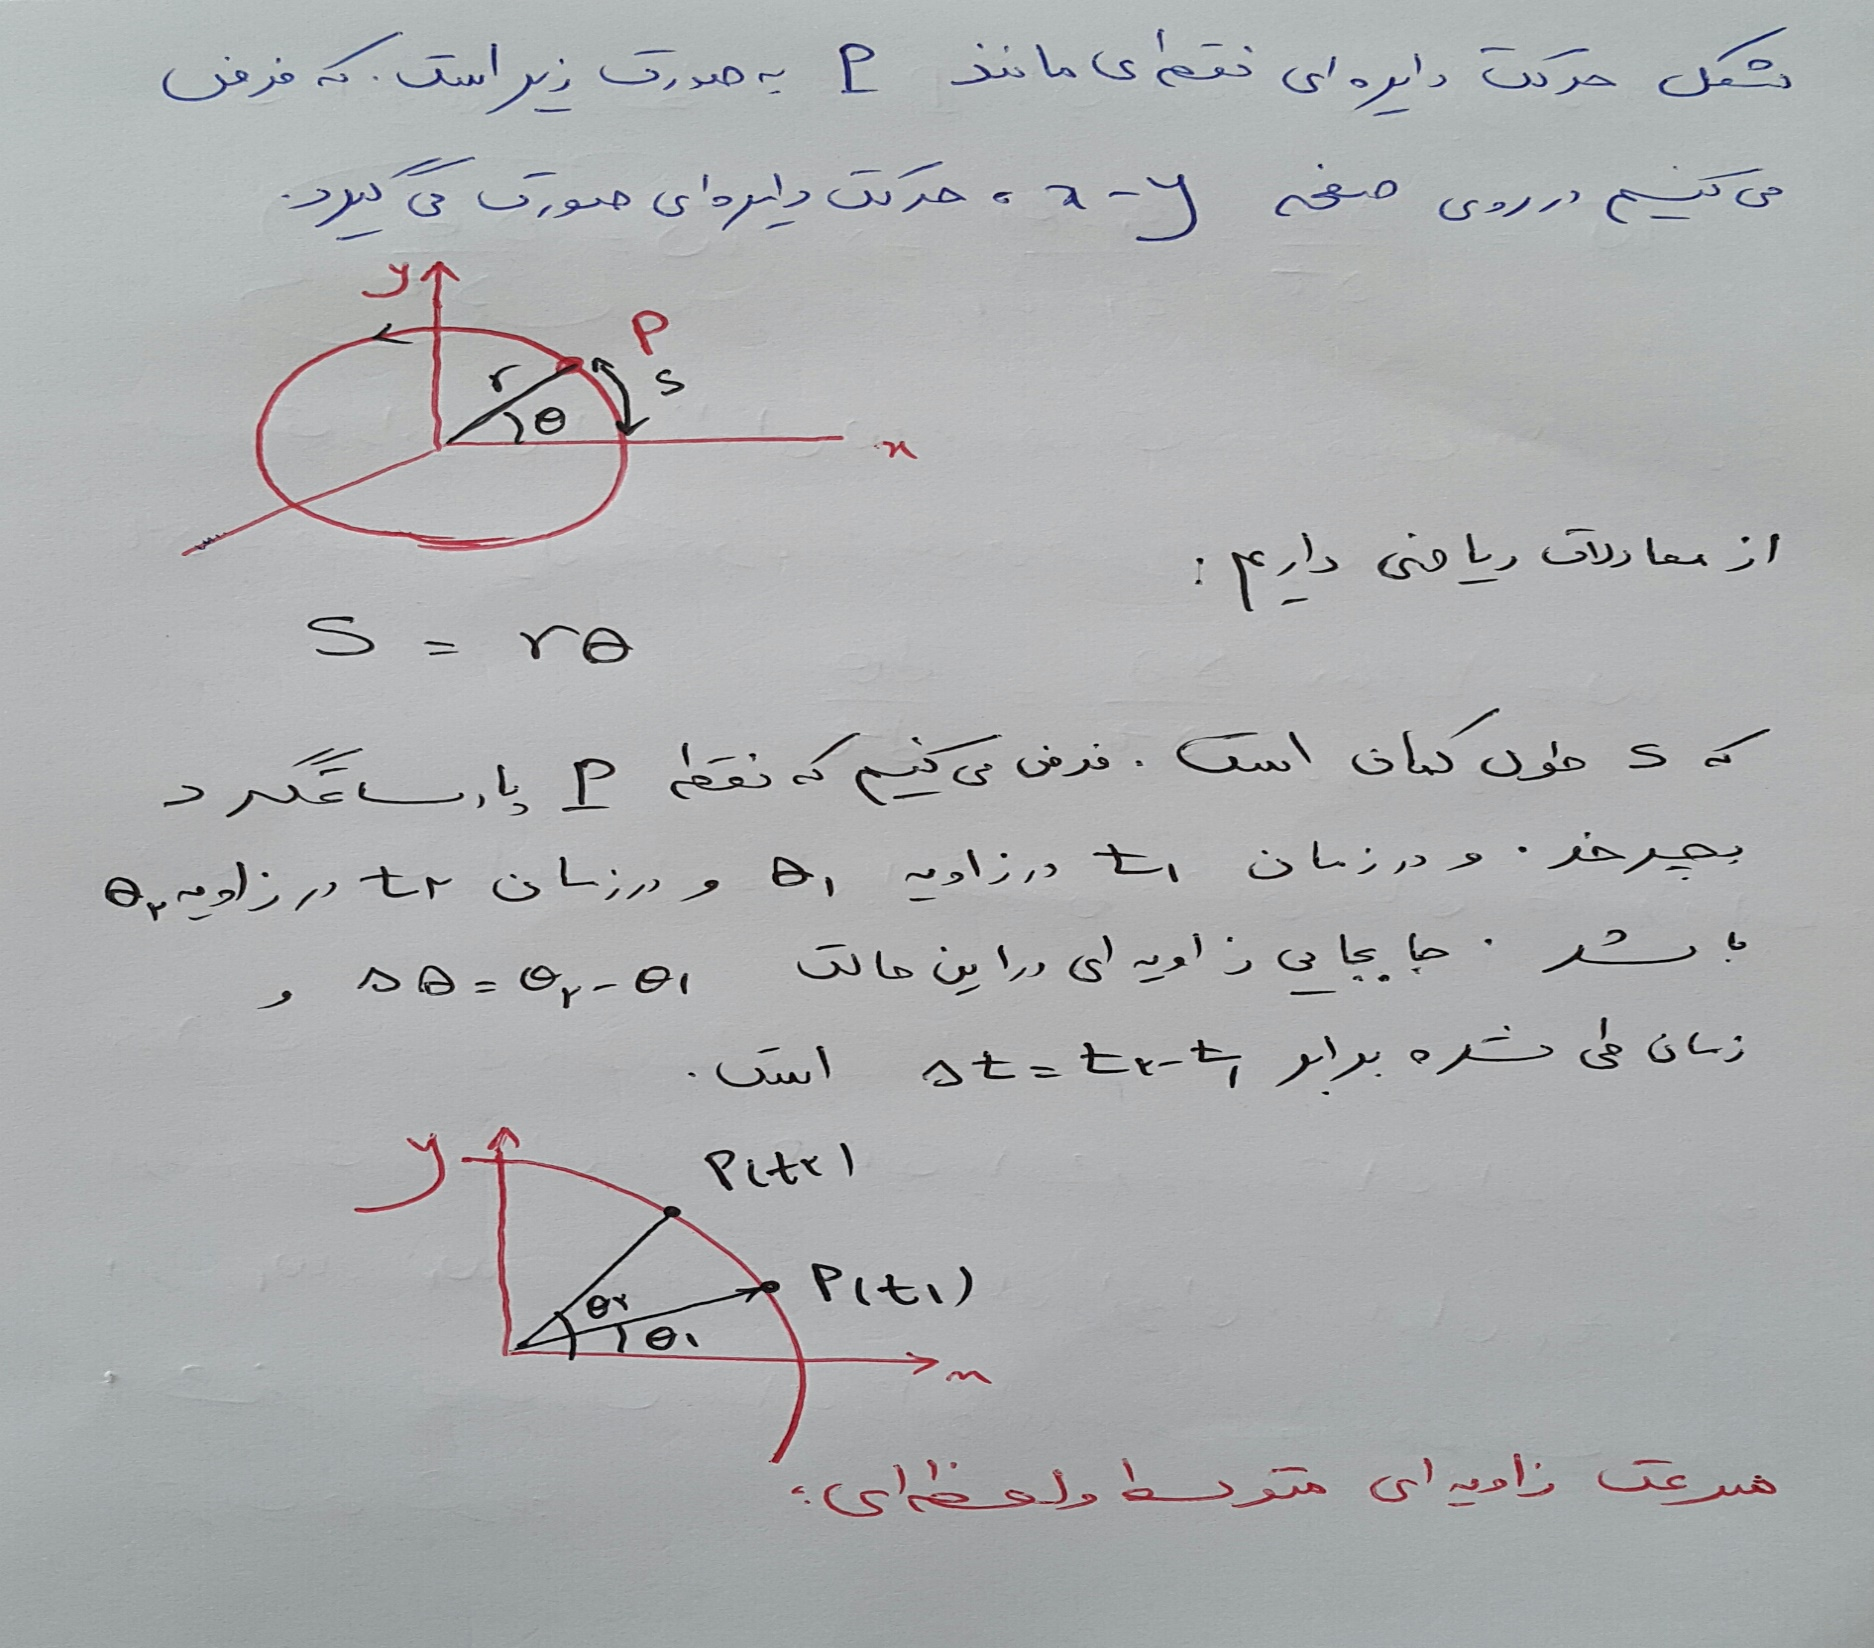 شکل حرکت دایره ای نقطه ای مانند P به صورت زیر است. که فرض
می کنیم در روی صفحه x-y، حرکت دایره ای صورت می گیرد.
y
P
S
r
θ
x
از معادلات ریاضی داریم:
S = rθ
که S طول کمان است. فرض می کنیم که نقطه P پادساعتگرد
بچرخد. و در زمان t۱ در زاویه θ۱ و در زمان t۲ در زاویه θ۲
باشد. جابجایی زاویه ای در این حالت Δθ = θ۲ - θ۱ و
زمان طی شده برابر Δt = t۲ - t۱ است.
y
P(t۲)
P(t۱)
θ۲
θ۱
x
سرعت زاویه ای متوسط و لحظه ای: